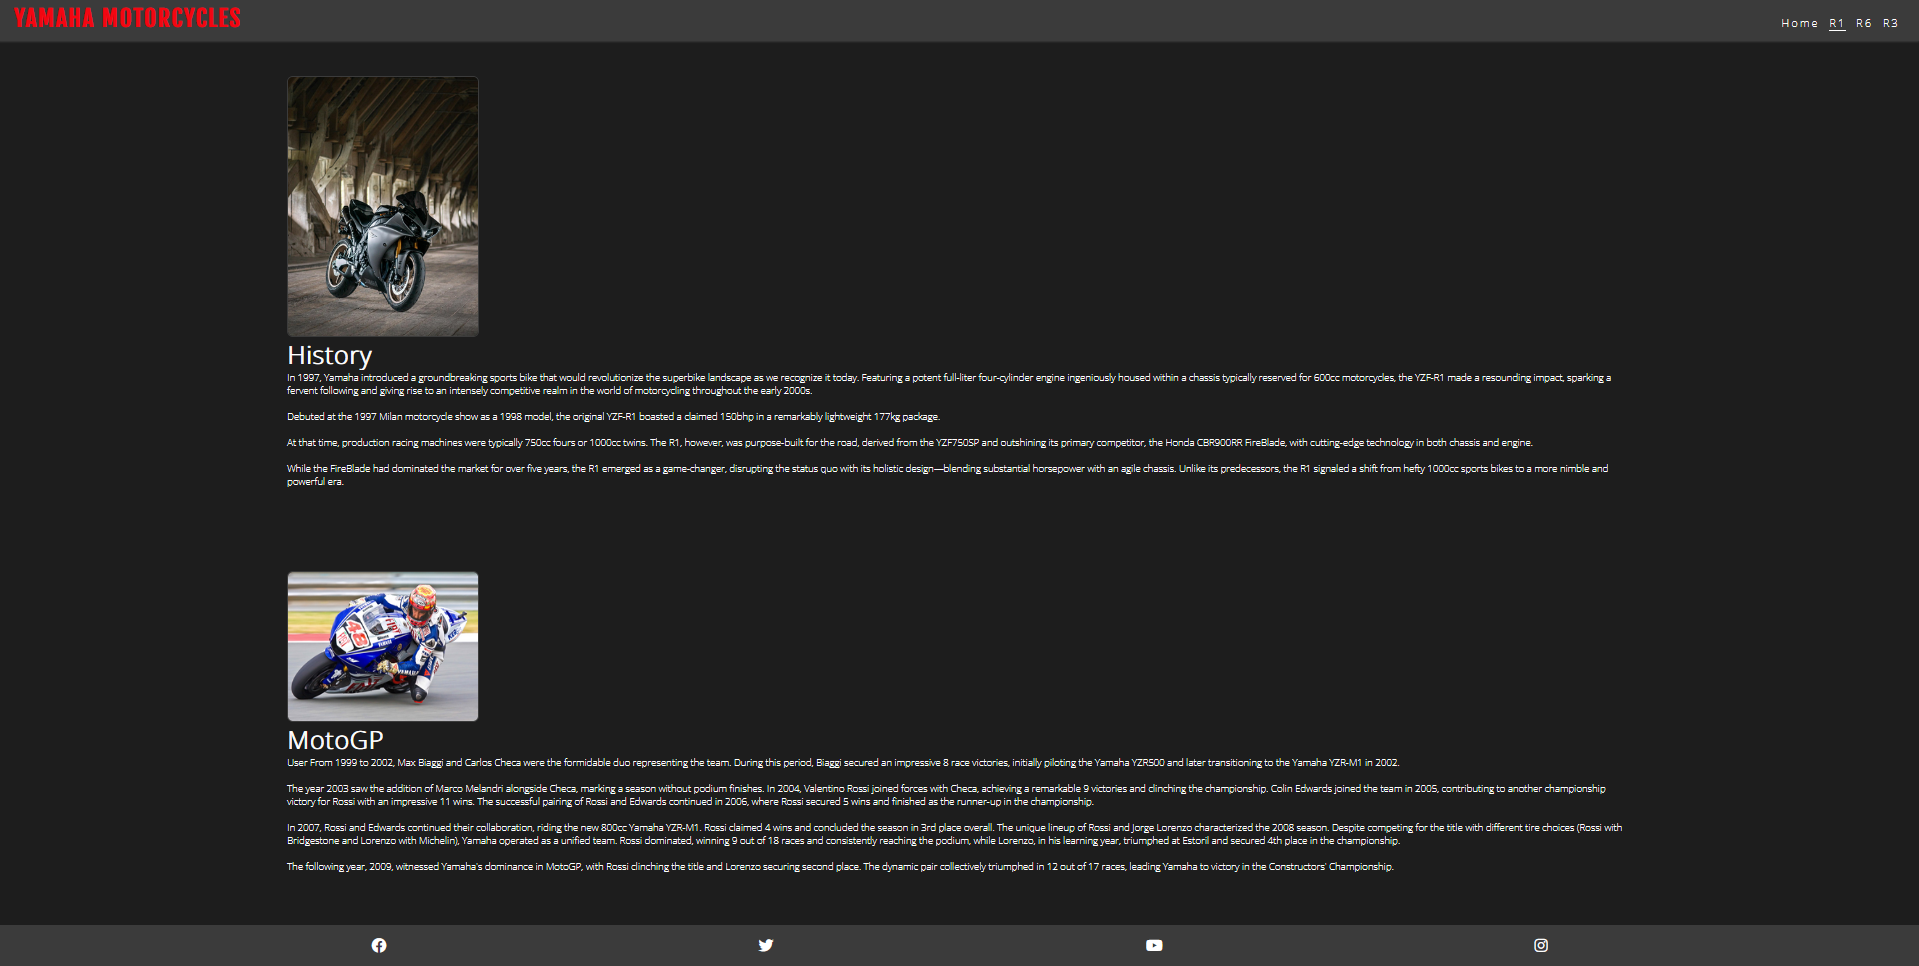 YAMAHA MOTORCYCLES
Home R1 R6 R3
History
In 1997, Yamaha introduced a groundbreaking sports bike that would revolutionize the superbike landscape as we recognize it today. Featuring a potent full-liter four-cylinder engine ingeniously housed within a chassis typically reserved for 600cc motorcycles, the YZF-R1 made a resounding impact, sparking a
fervent following and giving rise to an intensely competitive realm in the world of motorcycling throughout the early 2000s.
Debuted at the 1997 Milan motorcycle show as a 1998 model, the original YZF-R1 boasted a claimed 150bhp in a remarkably lightweight 177kg package.
At that time, production racing machines were typically 750cc fours or 1000cc twins. The R1, however, was purpose-built for the road, derived from the YZF750SP and outshining its primary competitor, the Honda CBR900RR FireBlade, with cutting-edge technology in both chassis and engine.
While the FireBlade had dominated the market for over five years, the R1 emerged as a game-changer, disrupting the status quo with its holistic design—blending substantial horsepower with an agile chassis. Unlike its predecessors, the R1 signaled a shift from hefty 1000cc sports bikes to a more nimble and
powerful era.
48
FIAT
YAMAHA
MotoGP
User From 1999 to 2002, Max Biaggi and Carlos Checa were the formidable duo representing the team. During this period, Biaggi secured an impressive 8 race victories, initially piloting the Yamaha YZR500 and later transitioning to the Yamaha YZR-M1 in 2002.
The year 2003 saw the addition of Marco Melandri alongside Checa, marking a season without podium finishes. In 2004, Valentino Rossi joined forces with Checa, achieving a remarkable 9 victories and clinching the championship. Colin Edwards joined the team in 2005, contributing to another championship
victory for Rossi with an impressive 11 wins. The successful pairing of Rossi and Edwards continued in 2006, where Rossi secured 5 wins and finished as the runner-up in the championship.
In 2007, Rossi and Edwards continued their collaboration, riding the new 800cc Yamaha YZR-M1. Rossi claimed 4 wins and concluded the season in 3rd place overall. The unique lineup of Rossi and Jorge Lorenzo characterized the 2008 season. Despite competing for the title with different tire choices (Rossi with
Bridgestone and Lorenzo with Michelin), Yamaha operated as a unified team. Rossi dominated, winning 9 out of 18 races and consistently reaching the podium, while Lorenzo, in his learning year, triumphed at Estoril and secured 4th place in the championship.
The following year, 2009, witnessed Yamaha's dominance in MotoGP, with Rossi clinching the title and Lorenzo securing second place. The dynamic pair collectively triumphed in 12 out of 17 races, leading Yamaha to victory in the Constructors' Championship.